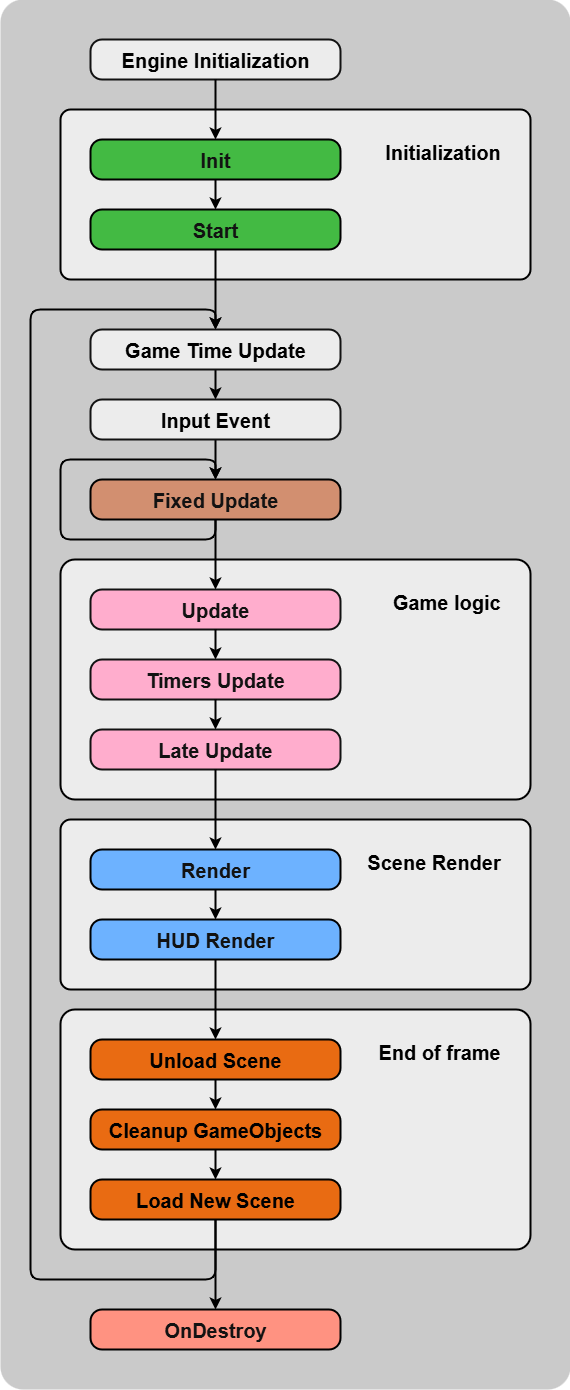 Engine Initialization
Initialization
Init
Start
Game Time Update
Input Event
Fixed Update
Game logic
Update
Timers Update
Late Update
Scene Render
Render
HUD Render
End of frame
Unload Scene
Cleanup GameObjects
Load New Scene
OnDestroy